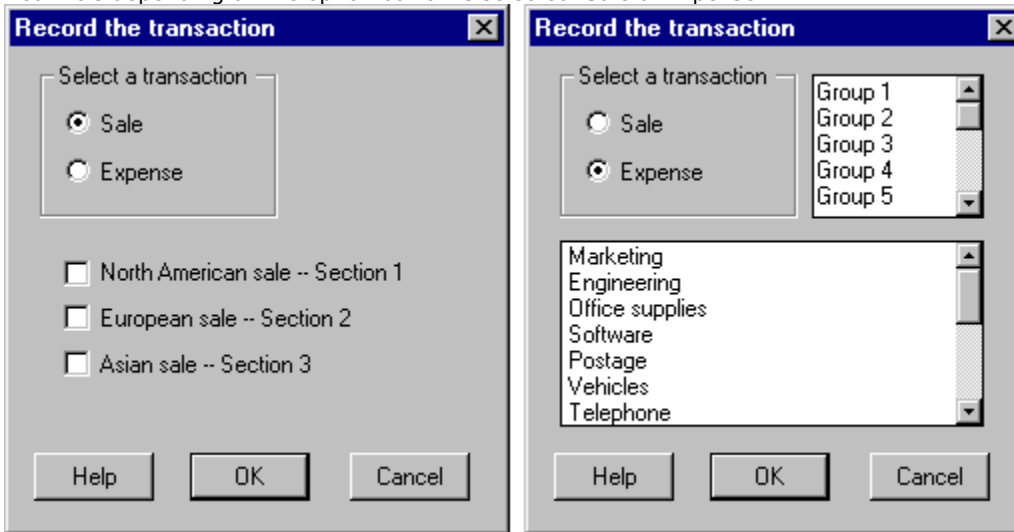 Record the transaction
Select a transaction
Sale
Expense
North American sale -- Section 1
European sale -- Section 2
Asian sale -- Section 3
Help
OK
Cancel
Record the transaction
Select a transaction
Sale
Expense
Group 1
Group 2
Group 3
Group 4
Group 5
Marketing
Engineering
Office supplies
Software
Postage
Vehicles
Telephone
Help
OK
Cancel